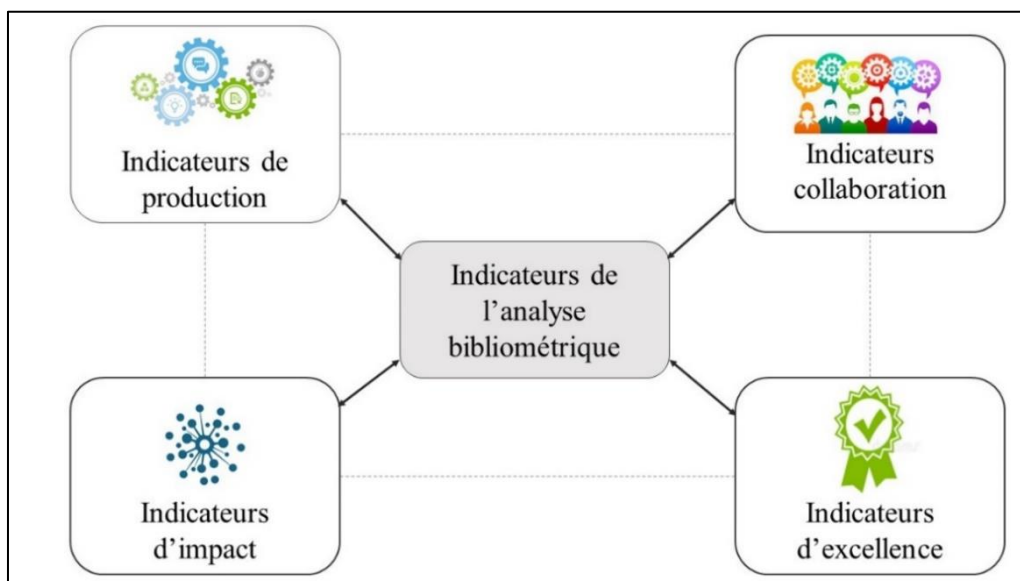 Indicateurs de
production
Indicateurs
collaboration
Indicateurs de
l’analyse
bibliométrique
Indicateurs
d’impact
Indicateurs
d’excellence